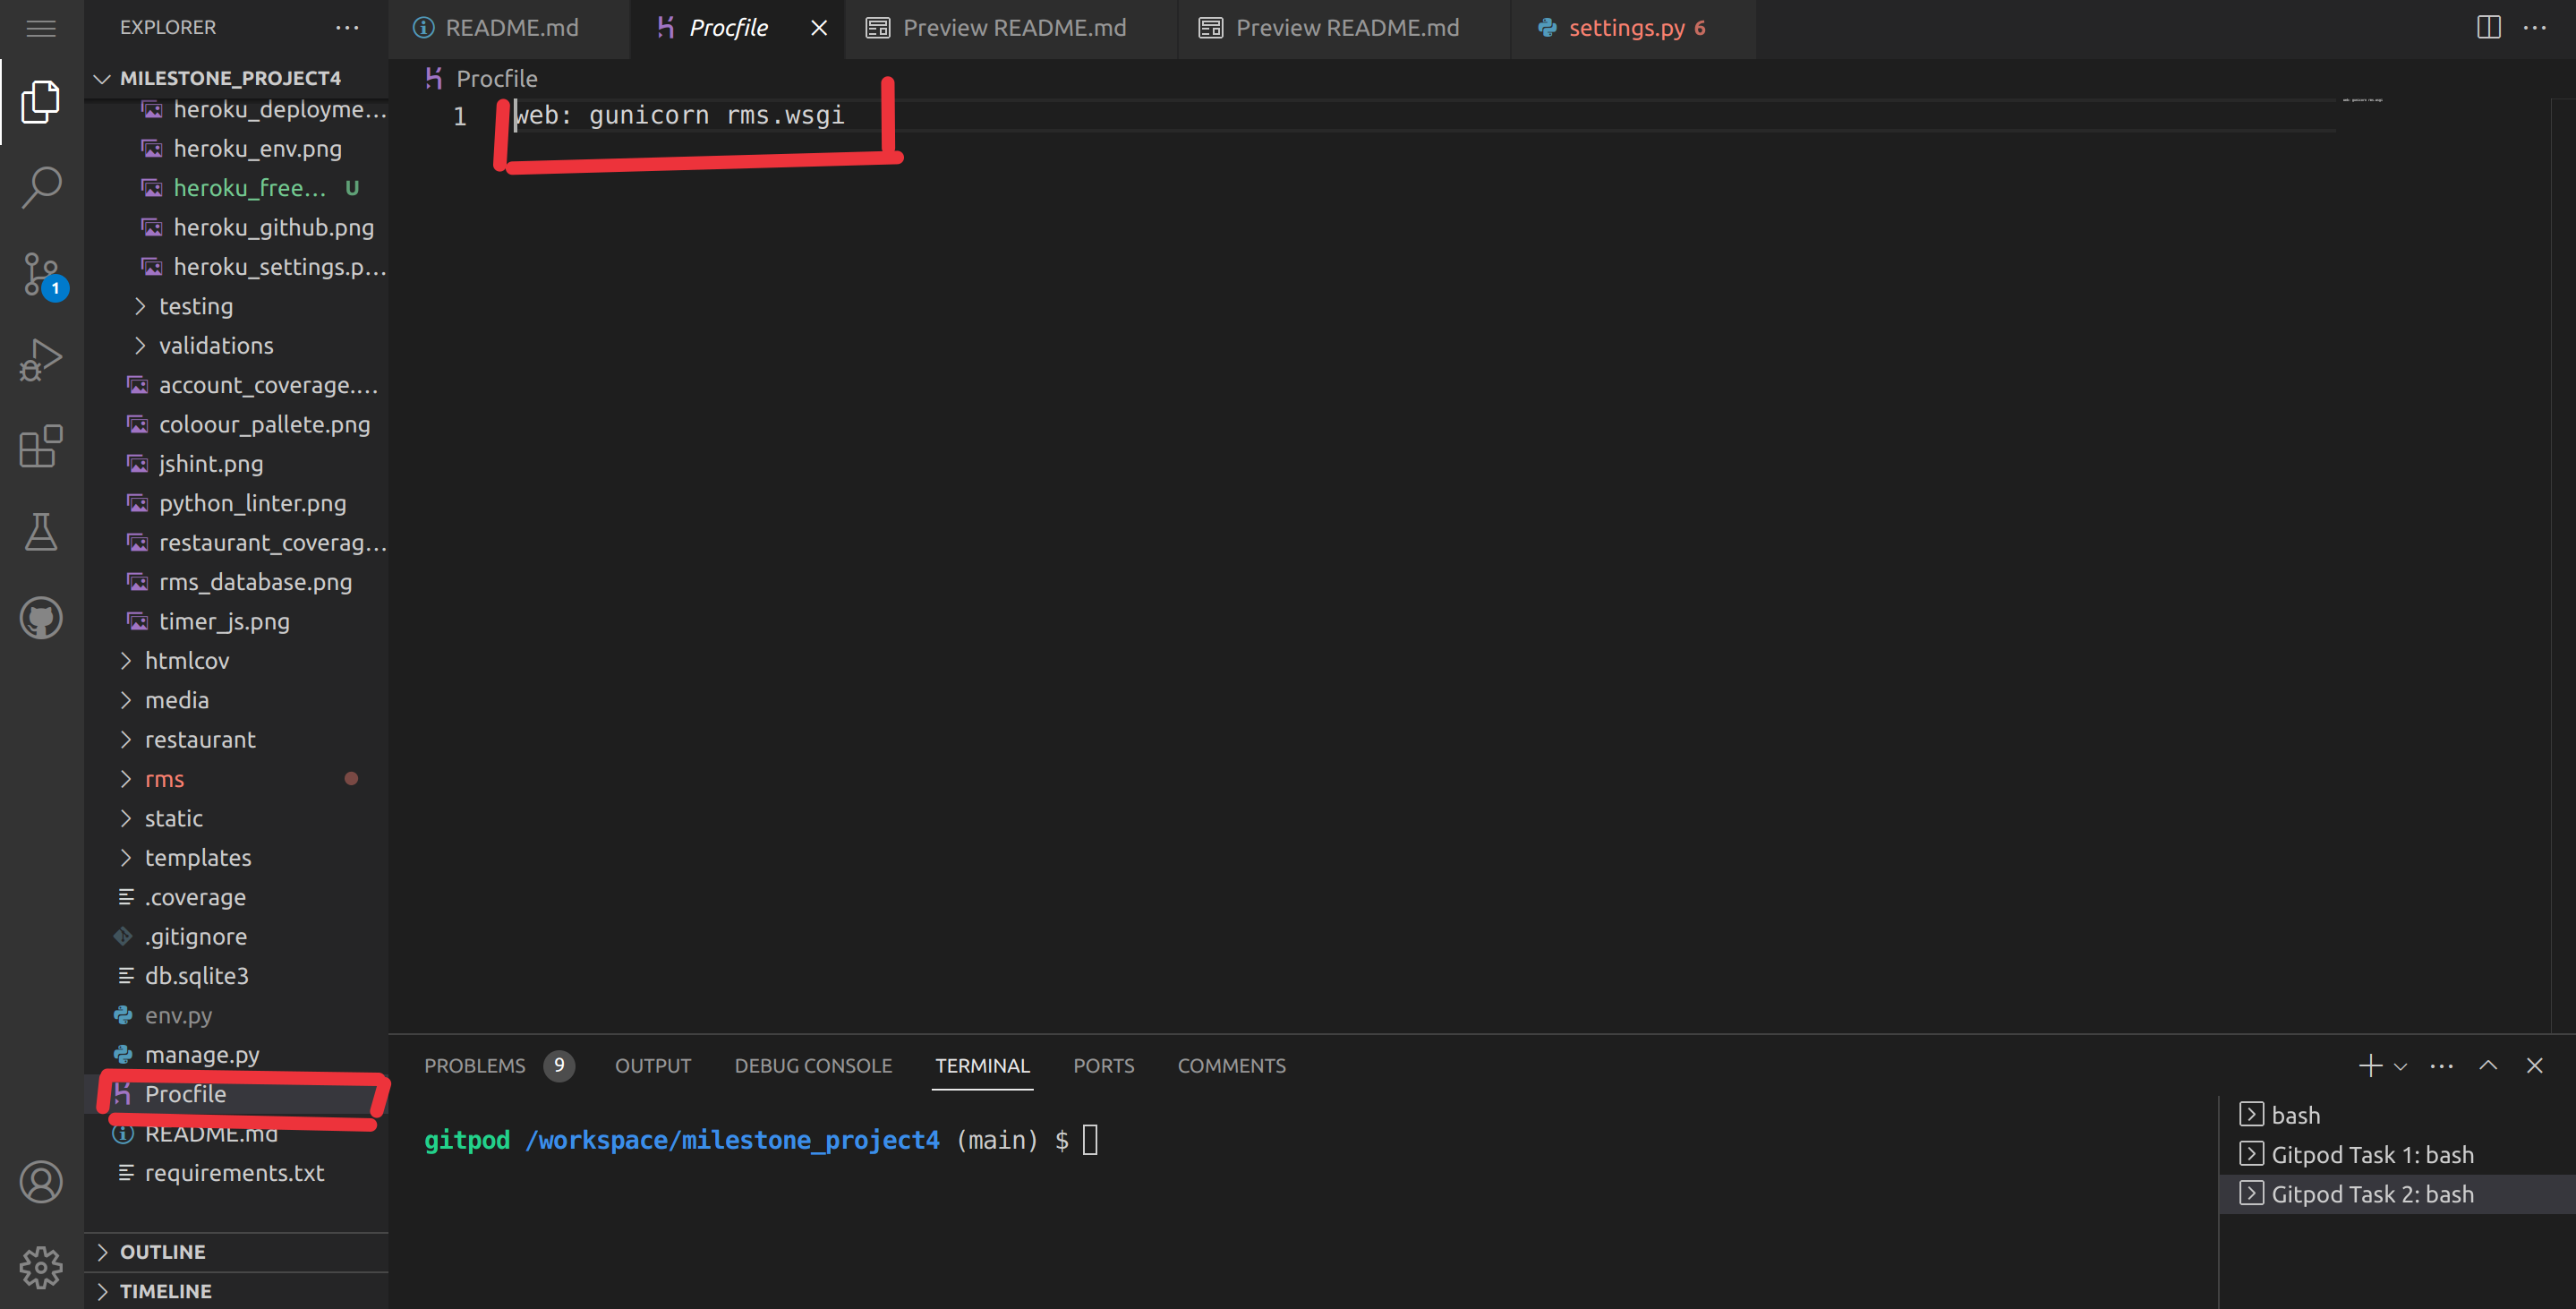 EXPLORER
MILESTONE_PROJECT4
heroku_deployme...
heroku_env.png
heroku_free... U
heroku_github.png
heroku_settings.p...
1
testing
validations
account_coverage....
coloour_pallete.png
jshint.png
python_linter.png
restaurant_coverag...
rms_database.png
timer_js.png
htmlcov
media
restaurant
rms
static
templates
.coverage
.gitignore
db.sqlite3
env.py
manage.py
Procfile
README.md
requirements.txt
OUTLINE
TIMELINE
README.md
Procfile
Preview README.md
Preview README.md
settings.py 6
Procfile
1 web: gunicorn rms.wsgi
PROBLEMS 9 OUTPUT DEBUG CONSOLE TERMINAL PORTS COMMENTS
gitpod /workspace/milestone_project4 (main) $
bash
Gitpod Task 1: bash
Gitpod Task 2: bash